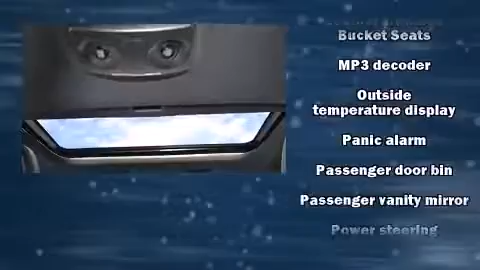 Bucket Seats
MP3 decoder
Outside
temperature display
Panic alarm
Passenger door bin
Passenger vanity mirror
Power steering